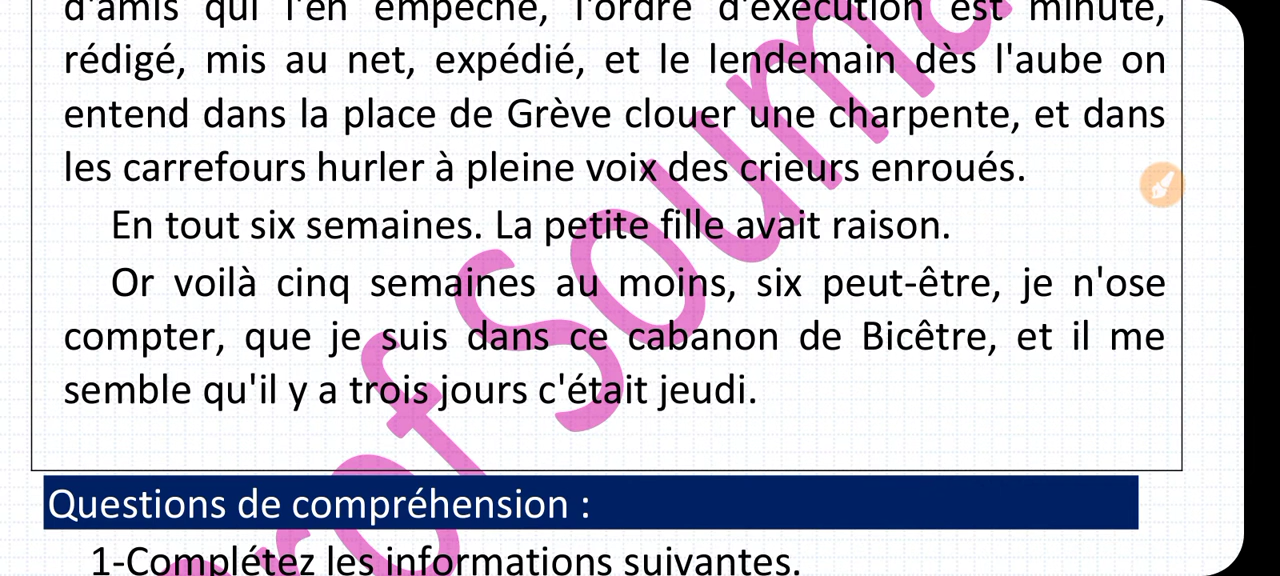 d'amis qui l'en empêche, l'ordre d'exécution est minuté,
rédigé, mis au net, expédié, et le lendemain dès l'aube on
entend dans la place de Grève clouer une charpente, et dans
les carrefours hurler à pleine voix des crieurs enroués.
En tout six semaines. La petite fille avait raison.
Or voilà cinq semaines au moins, six peut-être, je n'ose
compter, que je suis dans ce cabanon de Bicêtre, et il me
semble qu'il y a trois jours c'était jeudi.
Questions de compréhension :
1-Complétez les informations suivantes.